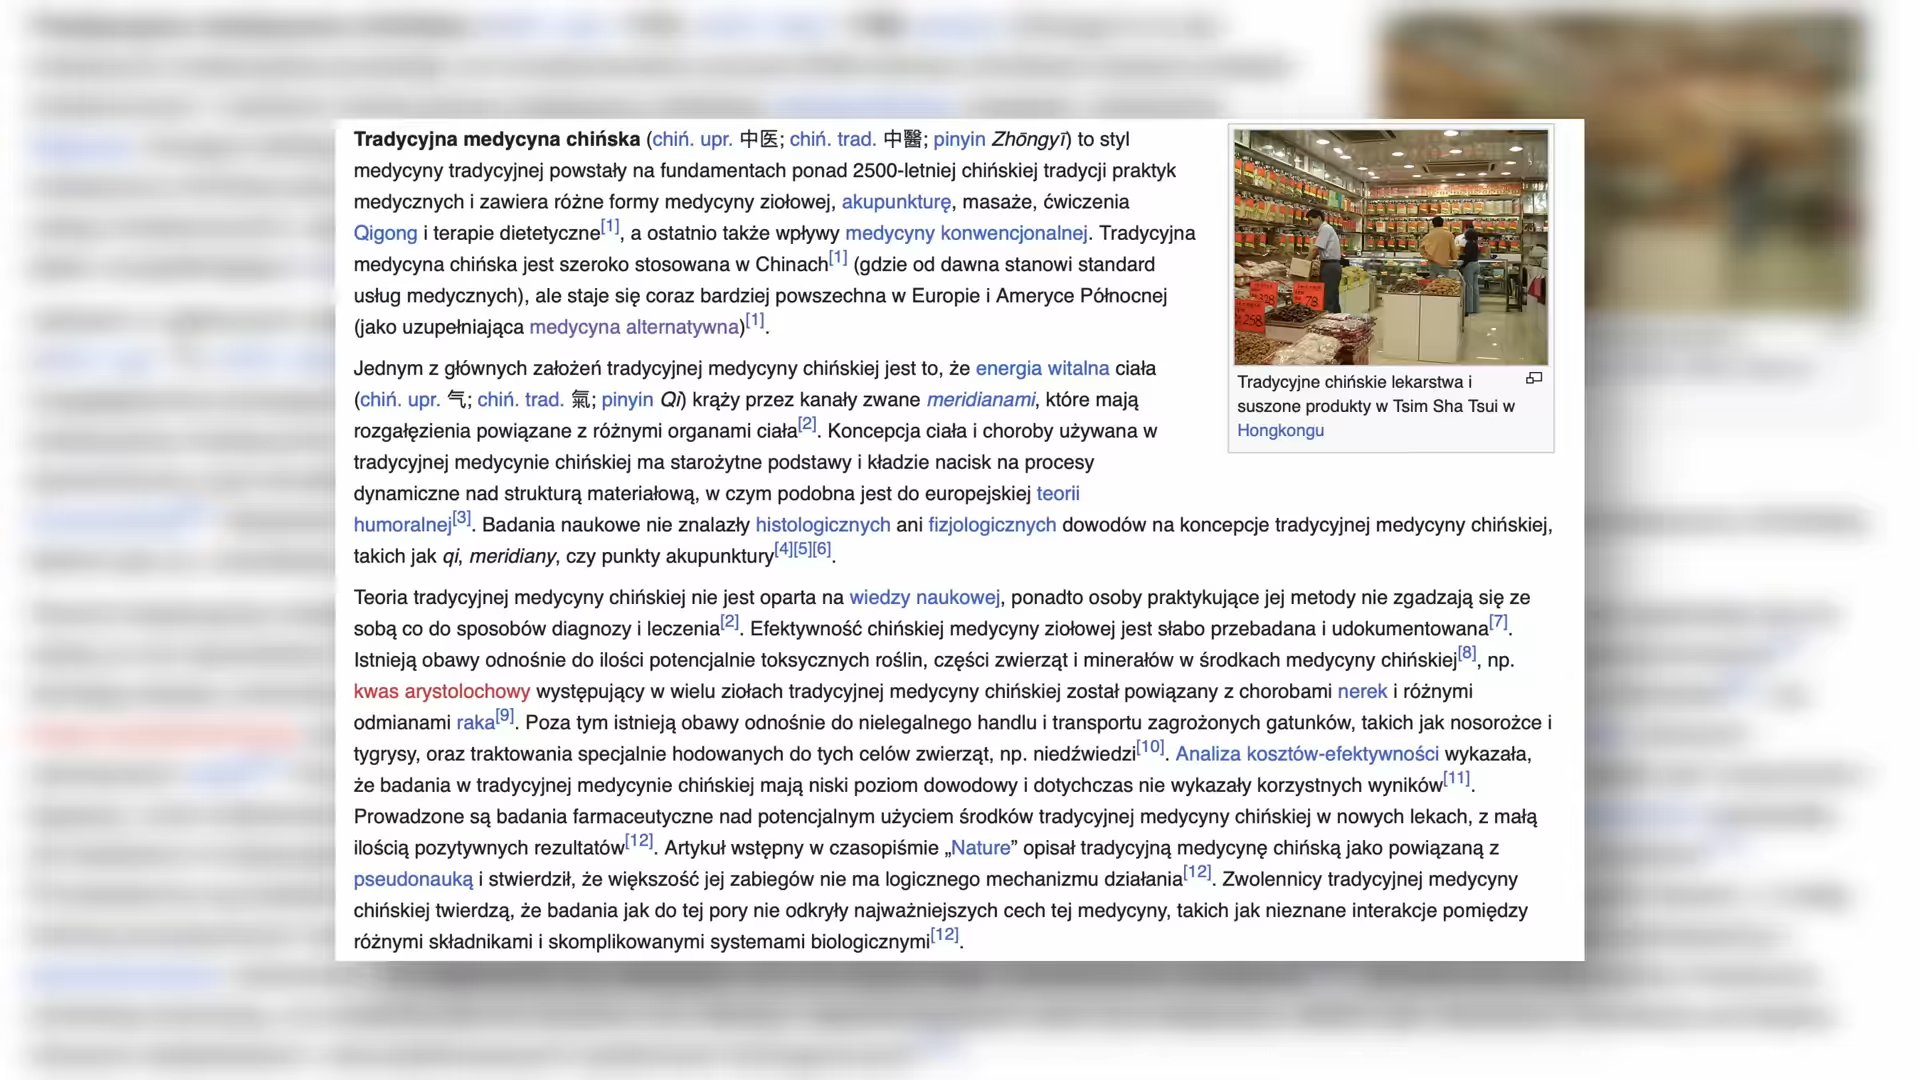 Tradycyjna medycyna chińska (chiń. upr. 中医; chiń. trad. 中醫; pinyin Zhōngyī) to styl
medycyny tradycyjnej powstały na fundamentach ponad 2500-letniej chińskiej tradycji praktyk
medycznych i zawiera różne formy medycyny ziołowej, akupunkturę, masaże, ćwiczenia
Qigong i terapie dietetyczne[1], a ostatnio także wpływy medycyny konwencjonalnej. Tradycyjna
medycyna chińska jest szeroko stosowana w Chinach[1] (gdzie od dawna stanowi standard
usług medycznych), ale staje się coraz bardziej powszechna w Europie i Ameryce Północnej
(jako uzupełniająca medycyna alternatywna)[1].
Jednym z głównych założeń tradycyjnej medycyny chińskiej jest to, że energia witalna ciała
(chiń. upr. 气; chiń. trad. 氣; pinyin Qi) krąży przez kanały zwane meridianami, które mają
rozgałęzienia powiązane z różnymi organami ciała[2]. Koncepcja ciała i choroby używana w
tradycyjnej medycynie chińskiej ma starożytne podstawy i kładzie nacisk na procesy
dynamiczne nad strukturą materiałową, w czym podobna jest do europejskiej teorii
humoralnej[3]. Badania naukowe nie znalazły histologicznych ani fizjologicznych dowodów na koncepcje tradycyjnej medycyny chińskiej,
takich jak qi, meridiany, czy punkty akupunktury[4][5][6].
Teoria tradycyjnej medycyny chińskiej nie jest oparta na wiedzy naukowej, ponadto osoby praktykujące jej metody nie zgadzają się ze
sobą co do sposobów diagnozy i leczenia[2]. Efektywność chińskiej medycyny ziołowej jest słabo przebadana i udokumentowana[7].
Istnieją obawy odnośnie do ilości potencjalnie toksycznych roślin, części zwierząt i minerałów w środkach medycyny chińskiej[8], np.
kwas arystolochowy występujący w wielu ziołach tradycyjnej medycyny chińskiej został powiązany z chorobami nerek i różnymi
odmianami raka[9]. Poza tym istnieją obawy odnośnie do nielegalnego handlu i transportu zagrożonych gatunków, takich jak nosorożce i
tygrysy, oraz traktowania specjalnie hodowanych do tych celów zwierząt, np. niedźwiedzi[10]. Analiza kosztów-efektywności wykazała,
że badania w tradycyjnej medycynie chińskiej mają niski poziom dowodowy i dotychczas nie wykazały korzystnych wyników[11].
Prowadzone są badania farmaceutyczne nad potencjalnym użyciem środków tradycyjnej medycyny chińskiej w nowych lekach, z małą
ilością pozytywnych rezultatów[12]. Artykuł wstępny w czasopiśmie „Nature” opisał tradycyjną medycynę chińską jako powiązaną z
pseudonauką i stwierdził, że większość jej zabiegów nie ma logicznego mechanizmu działania[12]. Zwolennicy tradycyjnej medycyny
chińskiej twierdzą, że badania jak do tej pory nie odkryły najważniejszych cech tej medycyny, takich jak nieznane interakcje pomiędzy
różnymi składnikami i skomplikowanymi systemami biologicznymi[12].
78
258
Tradycyjne chińskie lekarstwa i
suszone produkty w Tsim Sha Tsui w
Hongkongu